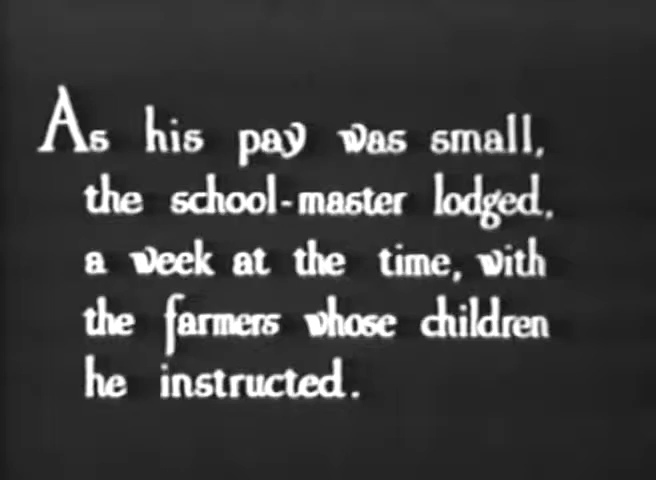 As his pay was small,
the school-master lodged,
a week at the time, with
the farmers whose children
he instructed.